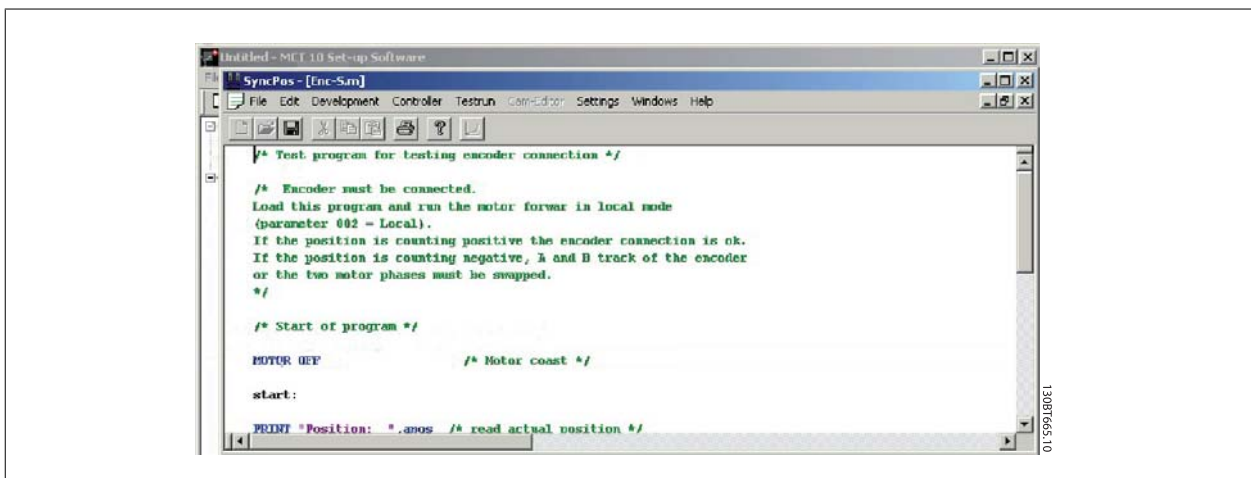 Untitled - MCT 10 Set-up Software
SyncPos - [Enc-S.m]
File Edit Development Controller Testrun Cam-Editor Settings Windows Help
/* Test program for testing encoder connection */
/* Encoder must be connected.
Load this program and run the motor forwar in local mode
(parameter 002 = Local).
If the position is counting positive the encoder connection is ok.
If the position is counting negative, A and B track of the encoder
or the two motor phases must be swapped.
*/
/* Start of program */
MOTOR OFF /* Motor coast */
start:
PRINT "Position: ",apos /* read actual position */
130BT665.10